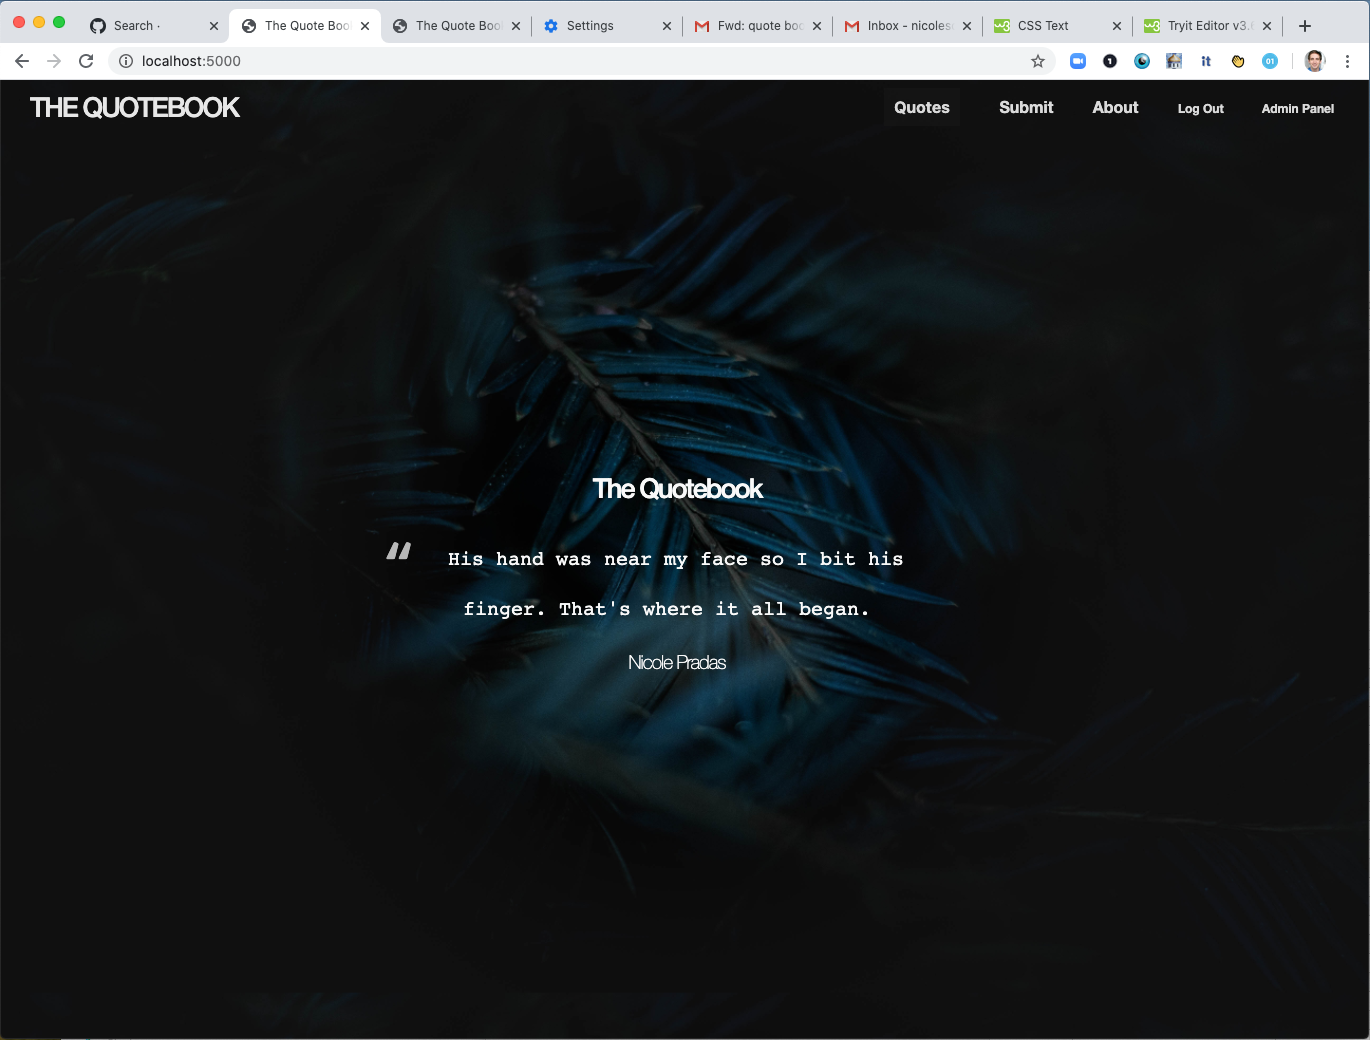 Search ·
The Quote Boo
The Quote Boo
Settings
Fwd: quote boo
Inbox - nicoles
CSS Text
Tryit Editor v3.6
localhost:5000
THE QUOTEBOOK
Quotes Submit About Log Out Admin Panel
The Quotebook
“ His hand was near my face so I bit his
finger. That's where it all began.
Nicole Pradas